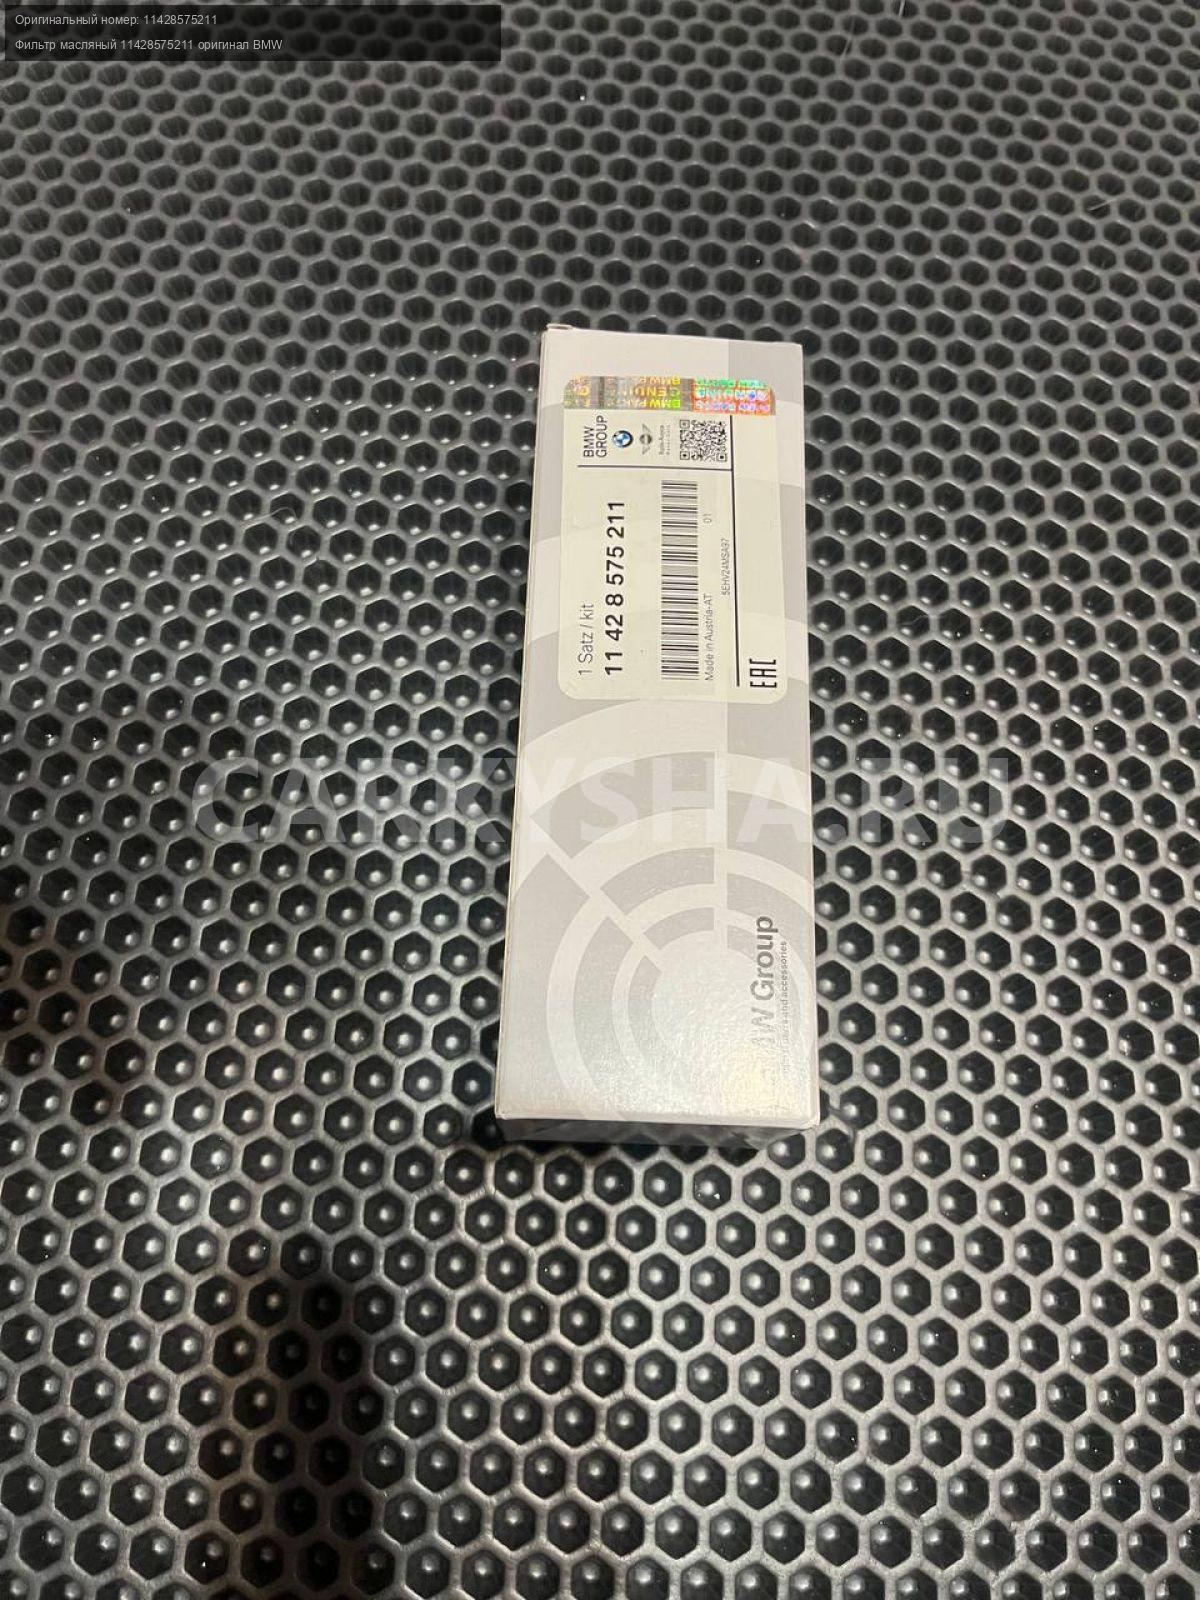 Оригинальный номер: 11428575211
Фильтр масляный 11428575211 оригинал BMW
BMW
GROUP
1 Satz / kit
11 42 8 575 211
Made in Austria-AT
01
EAC
CARKYSHA.RU
W Group